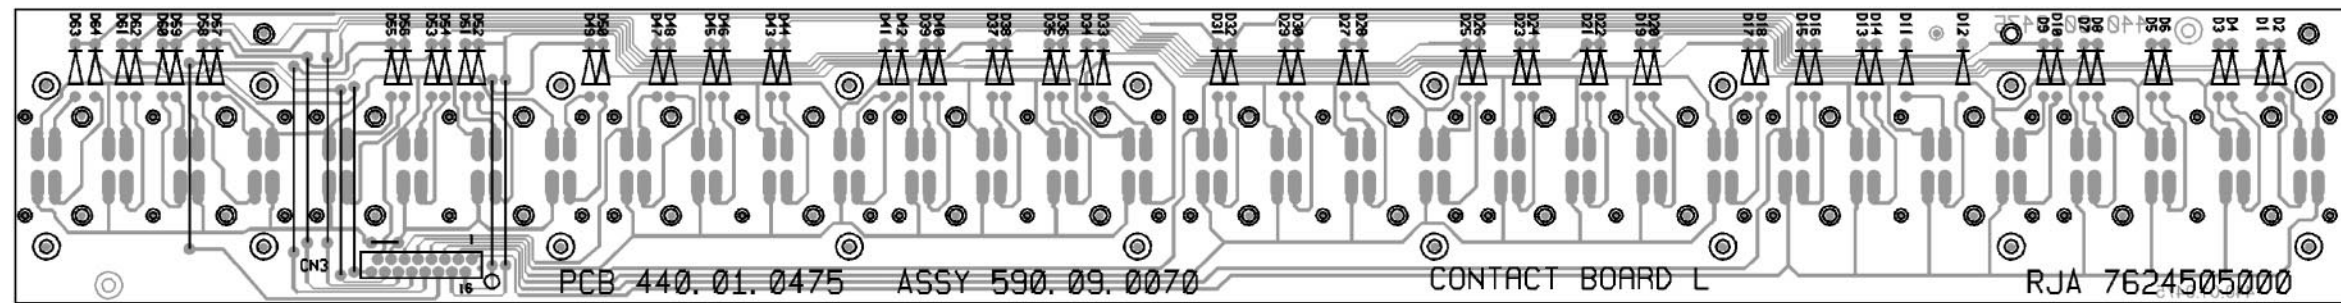 D63 D64 D61 D62 D60 D59 D58 D57 D55 D56 D53 D54 D51 D52 D49 D50 D47 D48 D45 D46 D43 D44 D41 D42 D39 D40 D37 D38 D35 D36 D34 D33 D31 D32 D29 D30 D27 D28 D25 D26 D23 D24 D21 D22 D19 D20 D17 D18 D15 D16 D13 D14 D11 D12 D9 D10 D7 D8 D5 D6 D3 D4 D1 D2
CN3
1
16
PCB 440.01.0475 ASSY 590.09.0070 CONTACT BOARD L RJA 7624505000